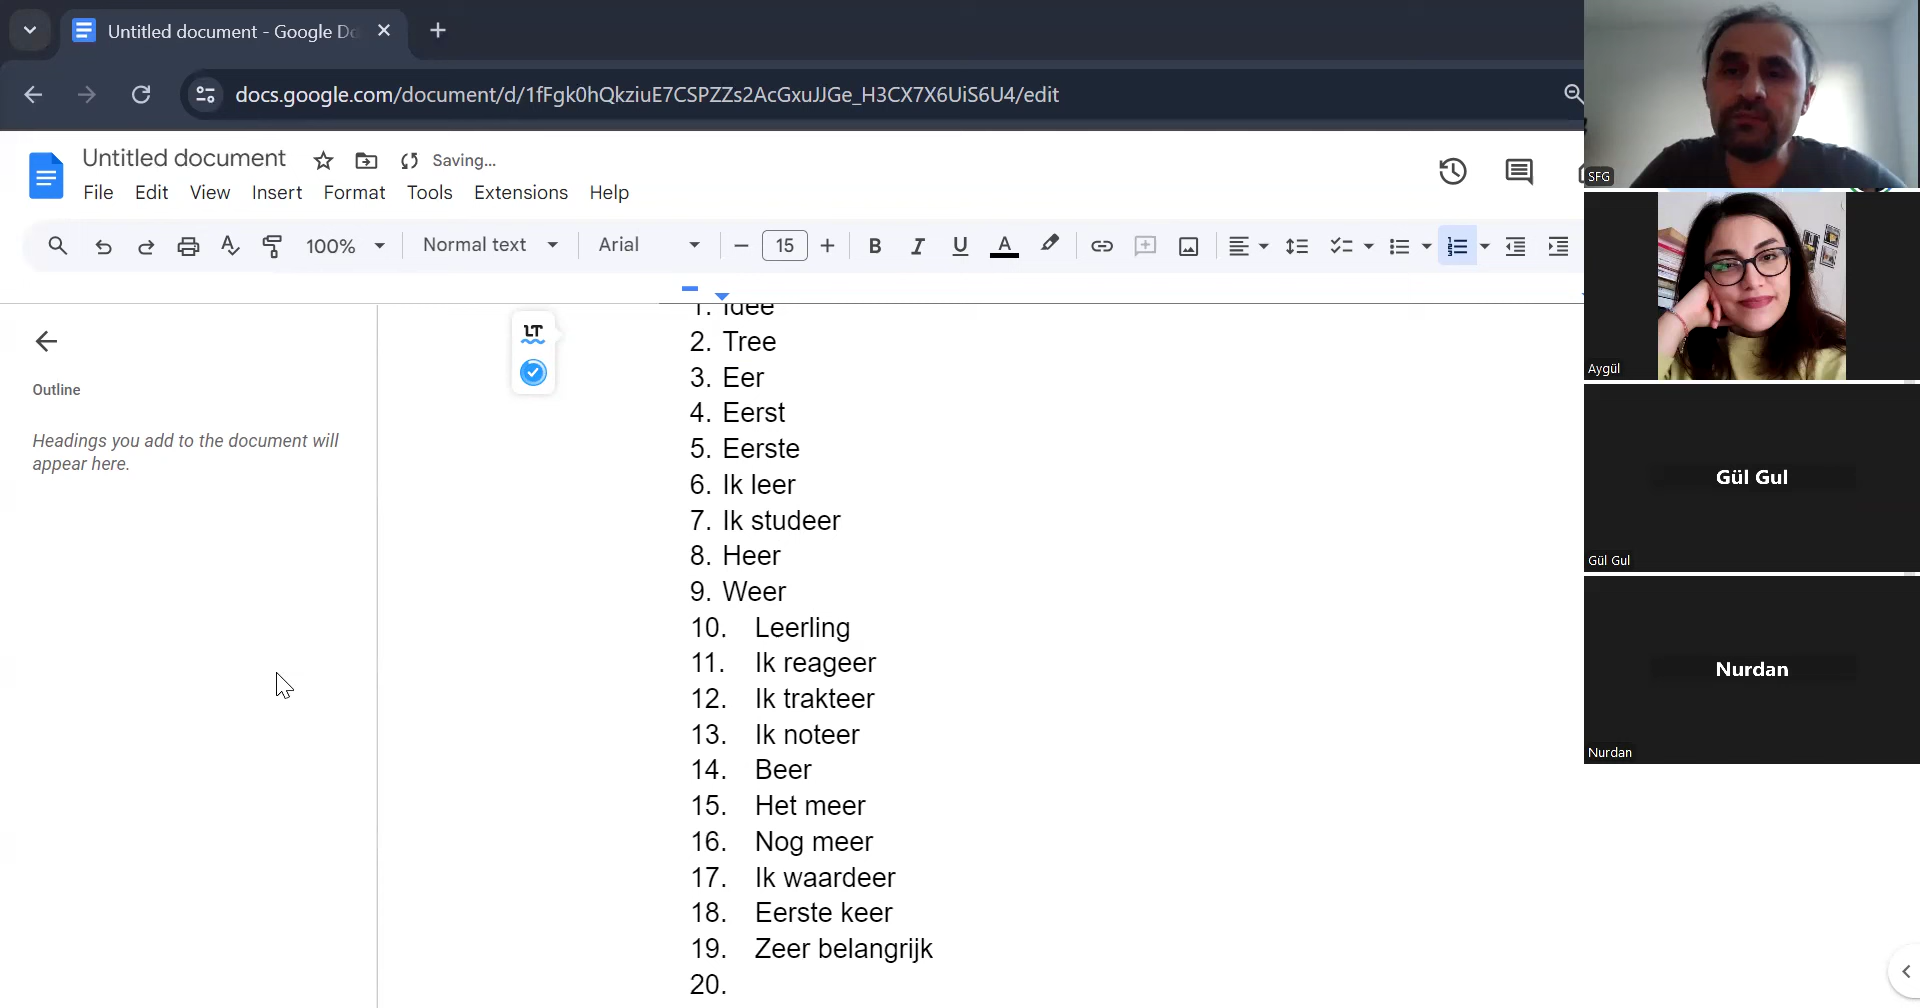 Untitled document - Google Do
docs.google.com/document/d/1fFgk0hQkziuE7CSPZZs2AcGxuJJGe_H3CX7X6UiS6U4/edit
Untitled document
Saving...
File Edit View Insert Format Tools Extensions Help
100% Normal text Arial 15 B I U A
Outline
Headings you add to the document will
appear here.
LT
1. Idee
2. Tree
3. Eer
4. Eerst
5. Eerste
6. Ik leer
7. Ik studeer
8. Heer
9. Weer
10. Leerling
11. Ik reageer
12. Ik trakteer
13. Ik noteer
14. Beer
15. Het meer
16. Nog meer
17. Ik waardeer
18. Eerste keer
19. Zeer belangrijk
20.
SFG
Aygül
Gül Gul
Gül Gul
Nurdan
Nurdan